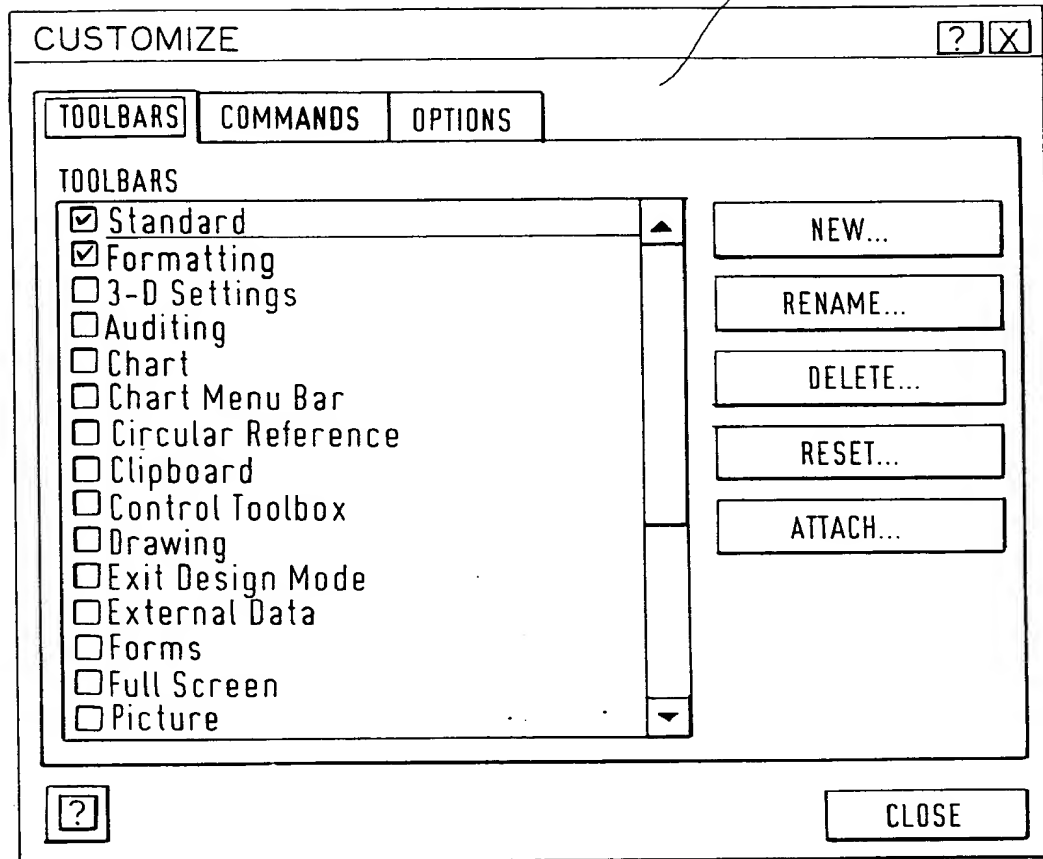 CUSTOMIZE ? X
TOOLBARS COMMANDS OPTIONS
TOOLBARS
Standard
Formatting
3-D Settings
Auditing
Chart
Chart Menu Bar
Circular Reference
Clipboard
Control Toolbox
Drawing
Exit Design Mode
External Data
Forms
Full Screen
Picture
NEW...
RENAME...
DELETE...
RESET...
ATTACH...
?
CLOSE